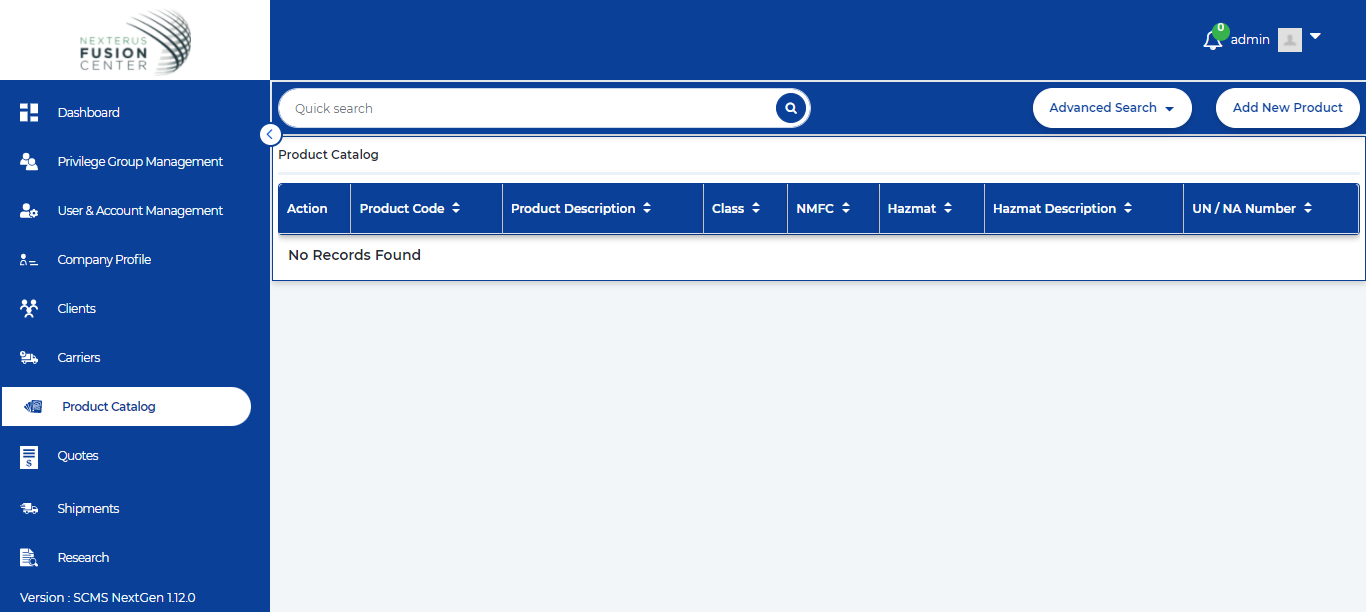 NEXTERUS
FUSION
CENTER
0
admin
Dashboard
Privilege Group Management
User & Account Management
Company Profile
Clients
Carriers
Product Catalog
Quotes
Shipments
Research
Version : SCMS NextGen 1.12.0
Quick search
Advanced Search
Add New Product
Product Catalog
Action Product Code Product Description Class NMFC Hazmat Hazmat Description UN / NA Number
No Records Found